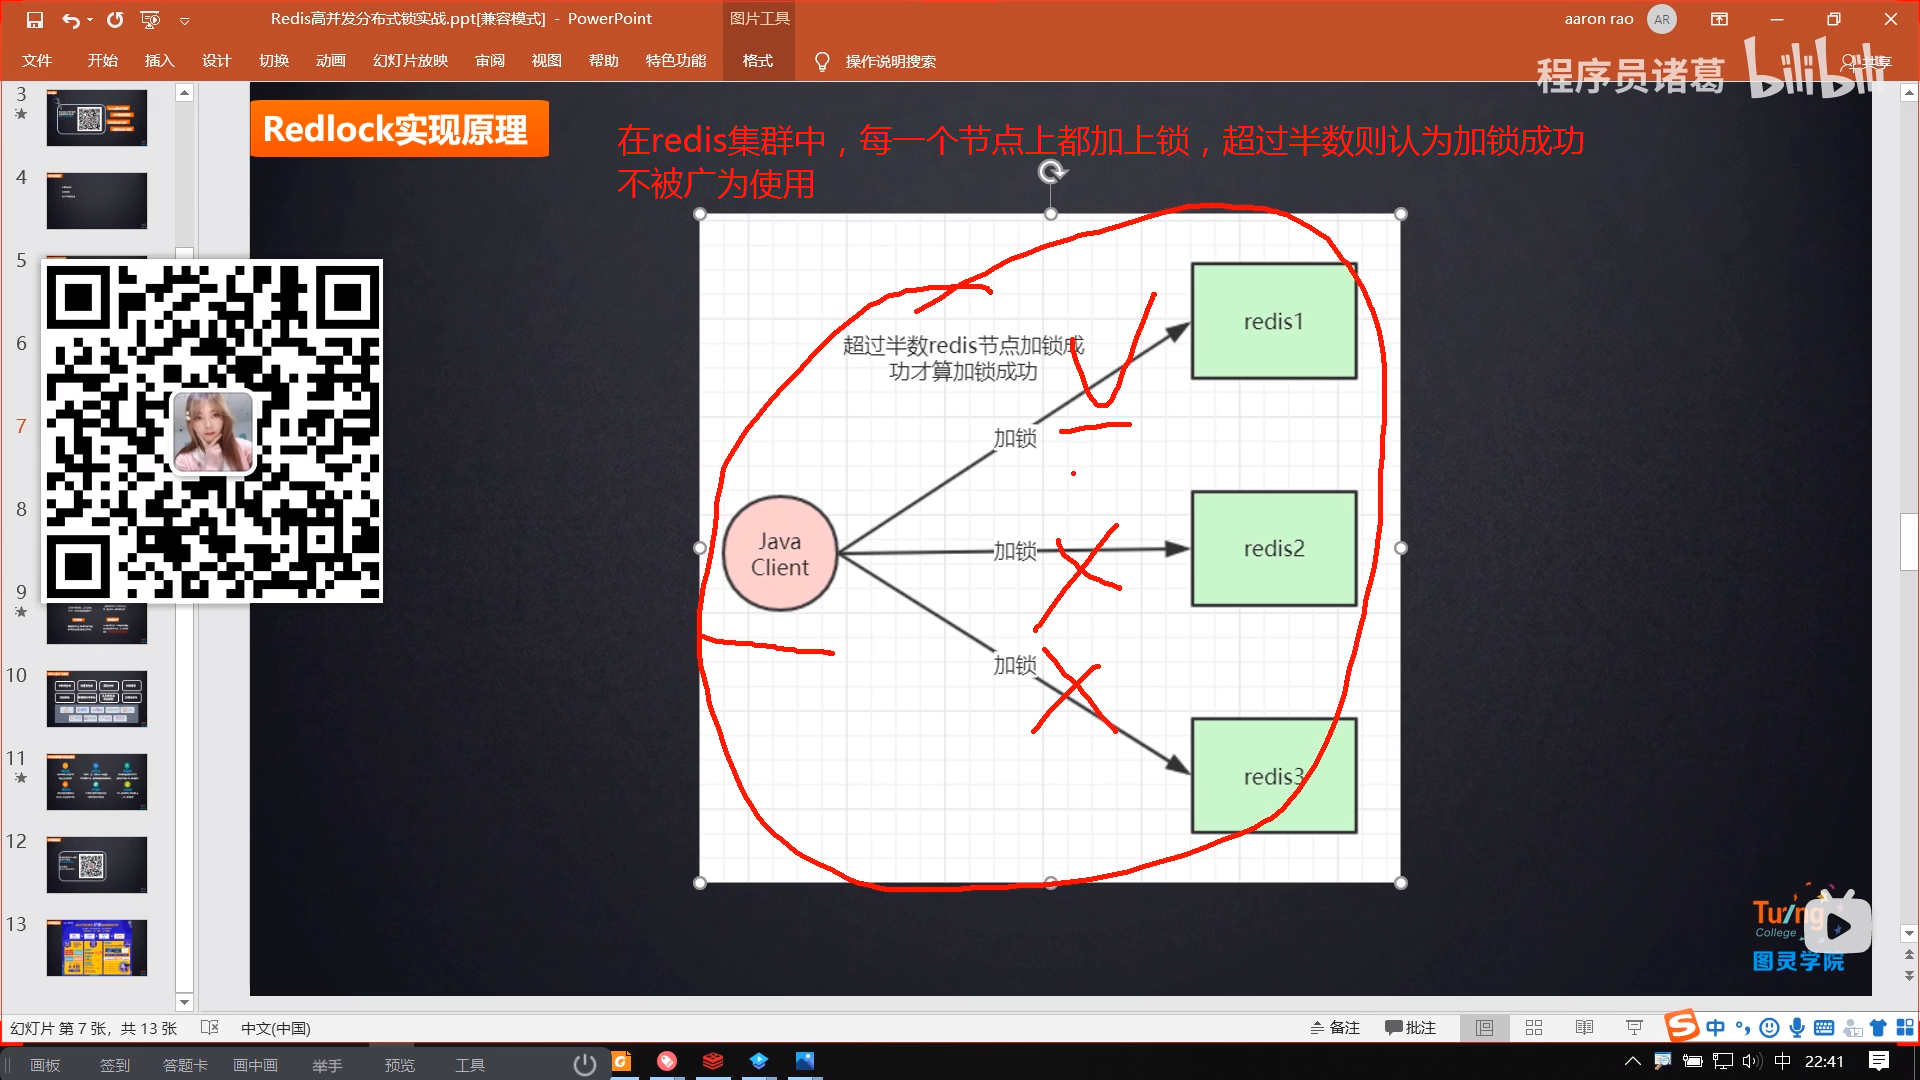 Redis高并发分布式锁实战.ppt[兼容模式] - PowerPoint
图片工具
aaron rao
AR
文件
开始
插入
设计
切换
动画
幻灯片放映
审阅
视图
帮助
特色功能
格式
操作说明搜索
共享
程序员诸葛
bilibili
3
4
5
6
7
8
9
10
11
12
13
Redlock实现原理
在redis集群中，每一个节点上都加上锁，超过半数则认为加锁成功
不被广为使用
超过半数redis节点加锁成
功才算加锁成功
加锁
加锁
加锁
Java
Client
redis1
redis2
redis3
Turing
College
图灵学院
幻灯片 第 7 张，共 13 张
中文(中国)
备注
批注
中
画板
签到
答题卡
画中画
举手
预览
工具
中
22:41